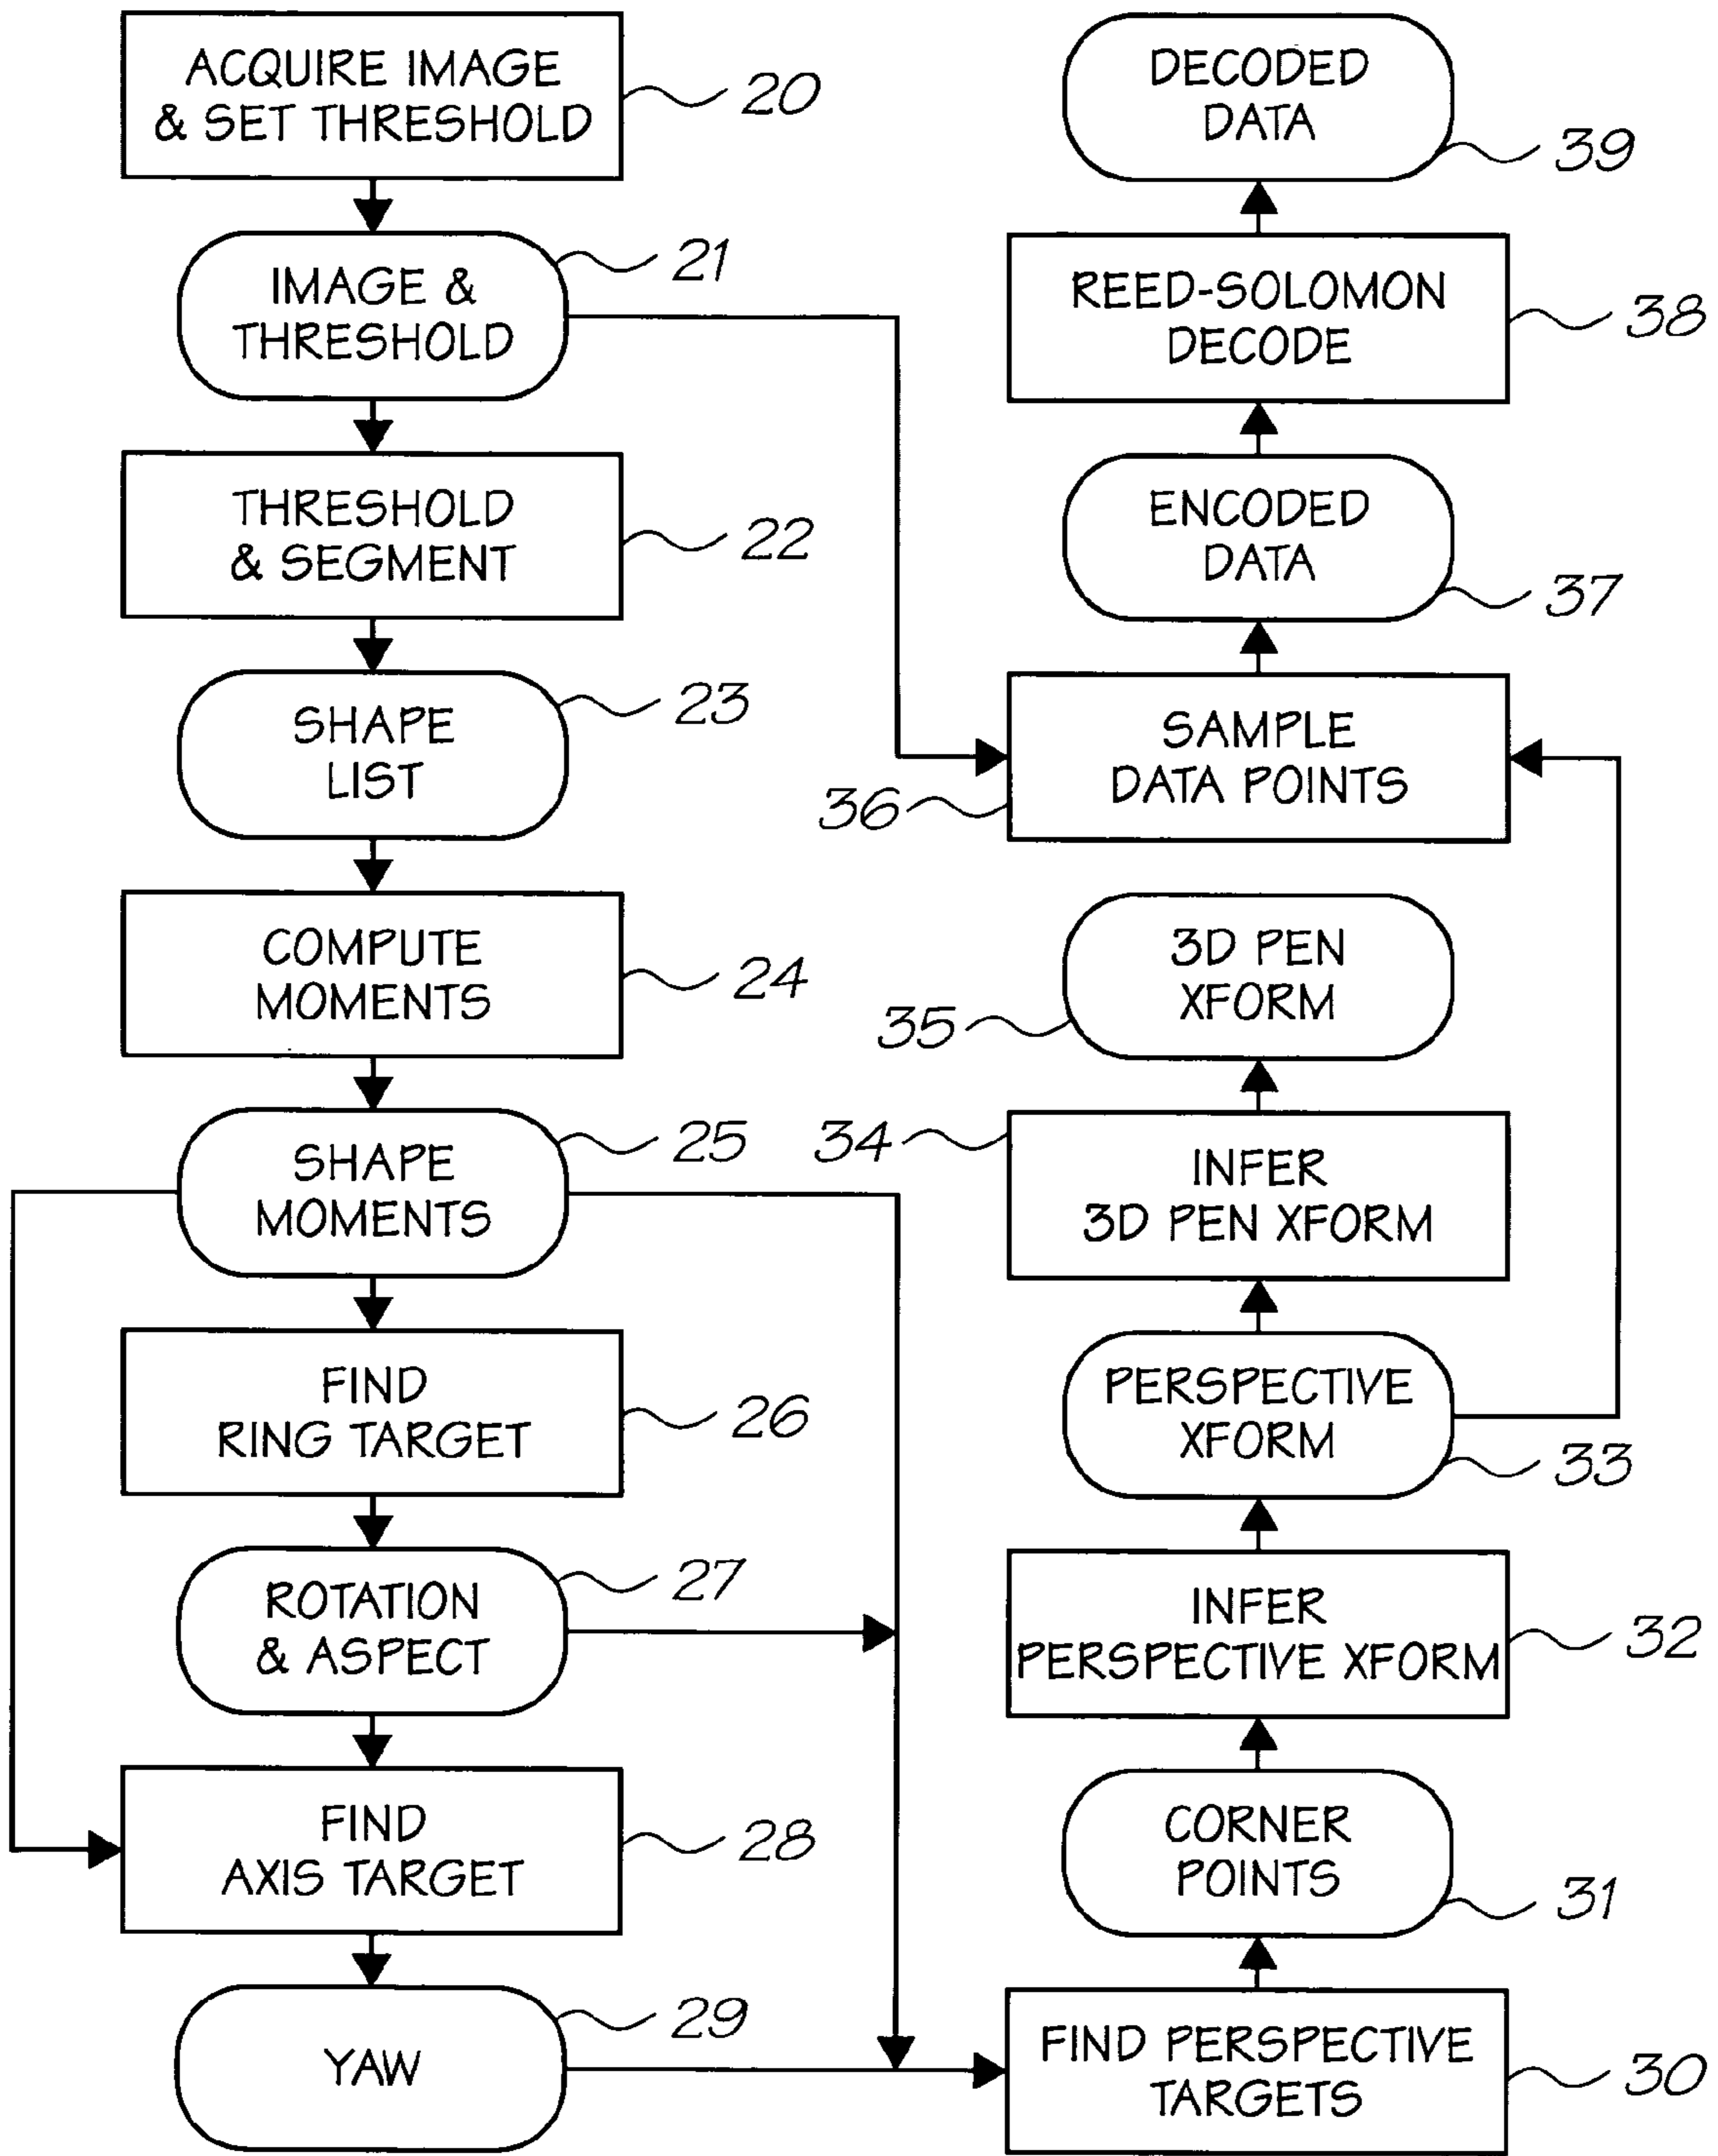 ACQUIRE IMAGE
& SET THRESHOLD
20
IMAGE &
THRESHOLD
21
THRESHOLD
& SEGMENT
22
SHAPE
LIST
23
COMPUTE
MOMENTS
24
SHAPE
MOMENTS
25
FIND
RING TARGET
26
ROTATION
& ASPECT
27
FIND
AXIS TARGET
28
YAW
29
DECODED
DATA
39
REED-SOLOMON
DECODE
38
ENCODED
DATA
37
SAMPLE
DATA POINTS
36
3D PEN
XFORM
35
INFER
3D PEN XFORM
34
PERSPECTIVE
XFORM
33
INFER
PERSPECTIVE XFORM
32
CORNER
POINTS
31
FIND PERSPECTIVE
TARGETS
30